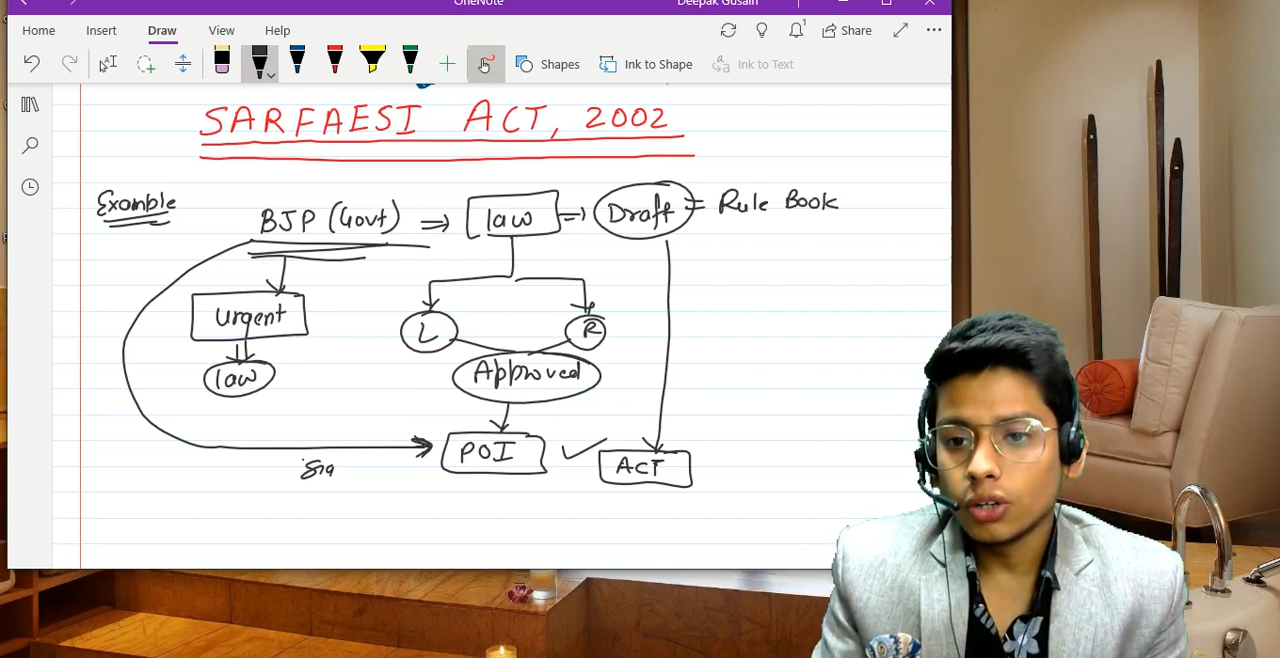 OneNote
Deepak Gusain
Home Insert Draw View Help
1 Share
Shapes Ink to Shape Ink to Text
SARFAESI ACT, 2002
Example
BJP (Govt) ⇒ law ⇒ Draft = Rule Book
Urgent
law
L R
Approved
POI ✓ ACT